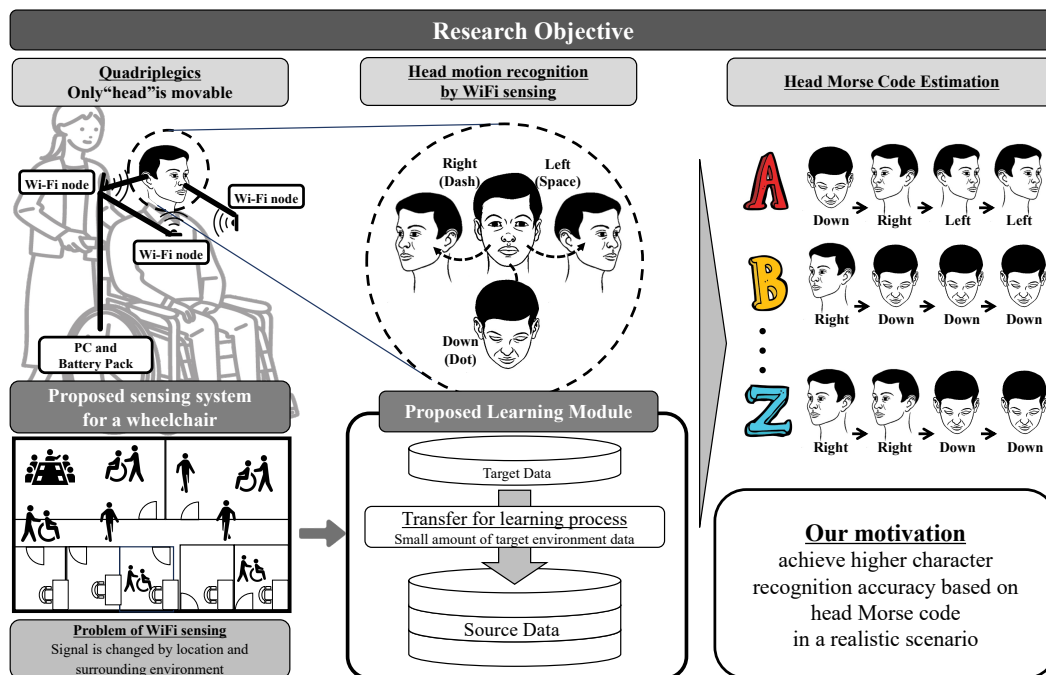 Research Objective
Quadriplegics
Only“head”is movable
Wi-Fi node
Wi-Fi node
Wi-Fi node
PC and
Battery Pack
Proposed sensing system
for a wheelchair
Problem of WiFi sensing
Signal is changed by location and
surrounding environment
Head motion recognition
by WiFi sensing
Right
(Dash)
Left
(Space)
Down
(Dot)
Proposed Learning Module
Target Data
Transfer for learning process
Small amount of target environment data
Source Data
Head Morse Code Estimation
A
Down Right Left Left
B
Right Down Down Down
Z
Right Right Down Down
Our motivation
achieve higher character
recognition accuracy based on
head Morse code
in a realistic scenario